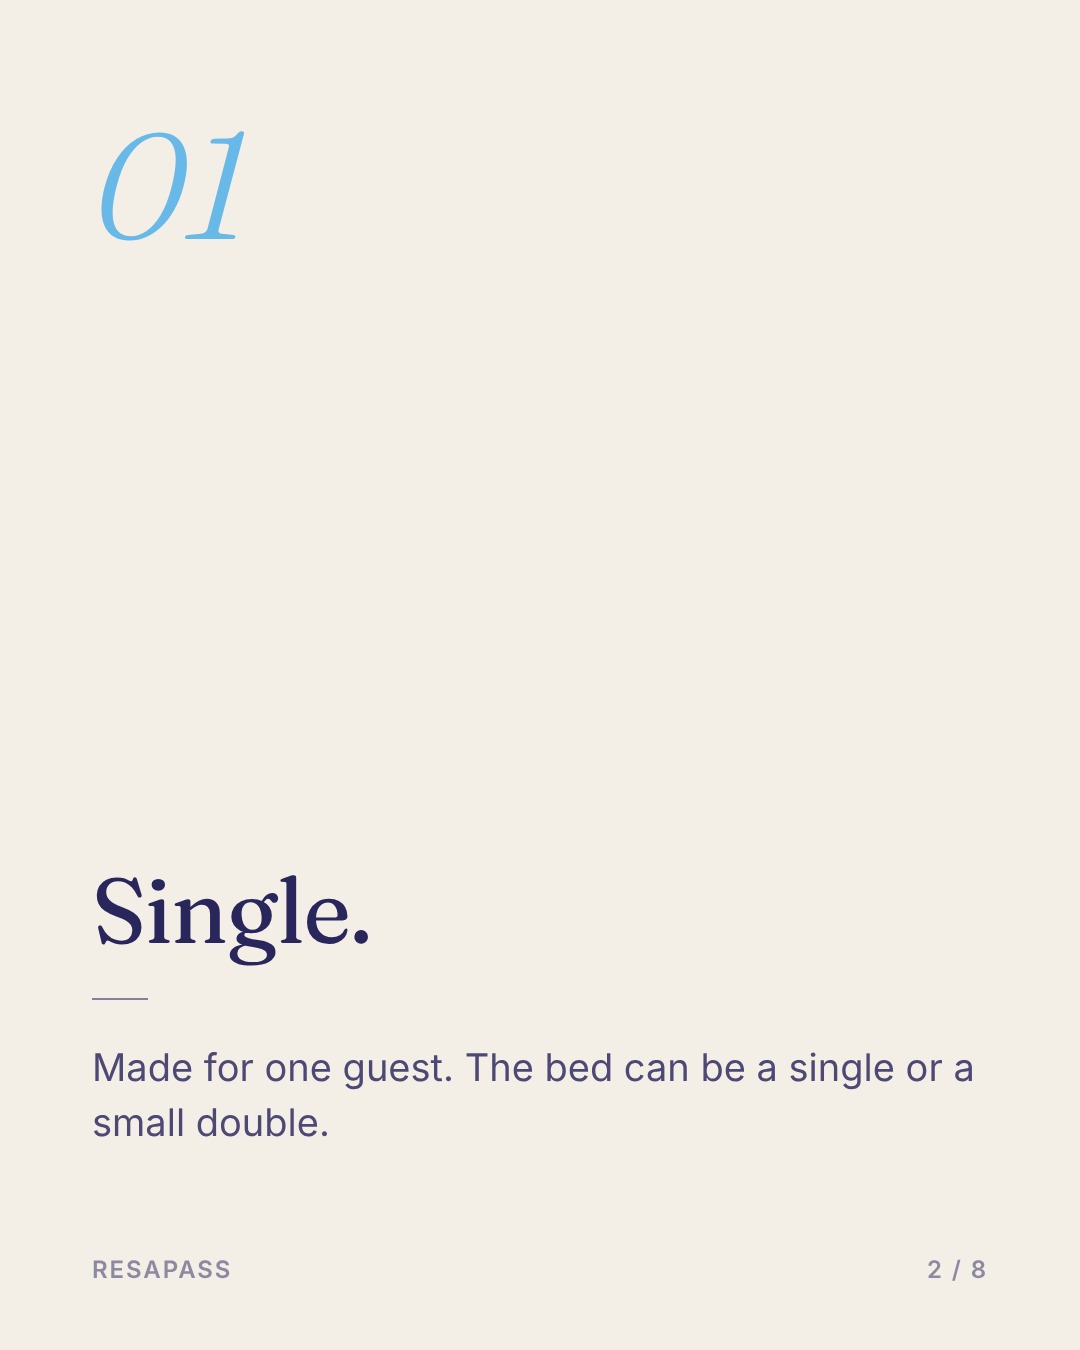 01
Single.
Made for one guest. The bed can be a single or a
small double.
RESAPASS
2 / 8